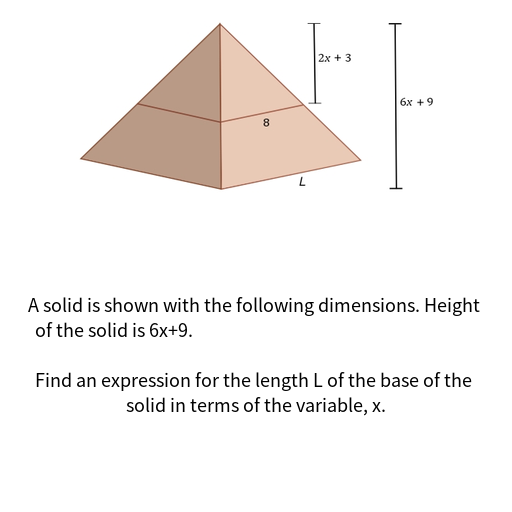 2x + 3
6x + 9
8
L
A solid is shown with the following dimensions. Height
of the solid is 6x+9.
Find an expression for the length L of the base of the
solid in terms of the variable, x.